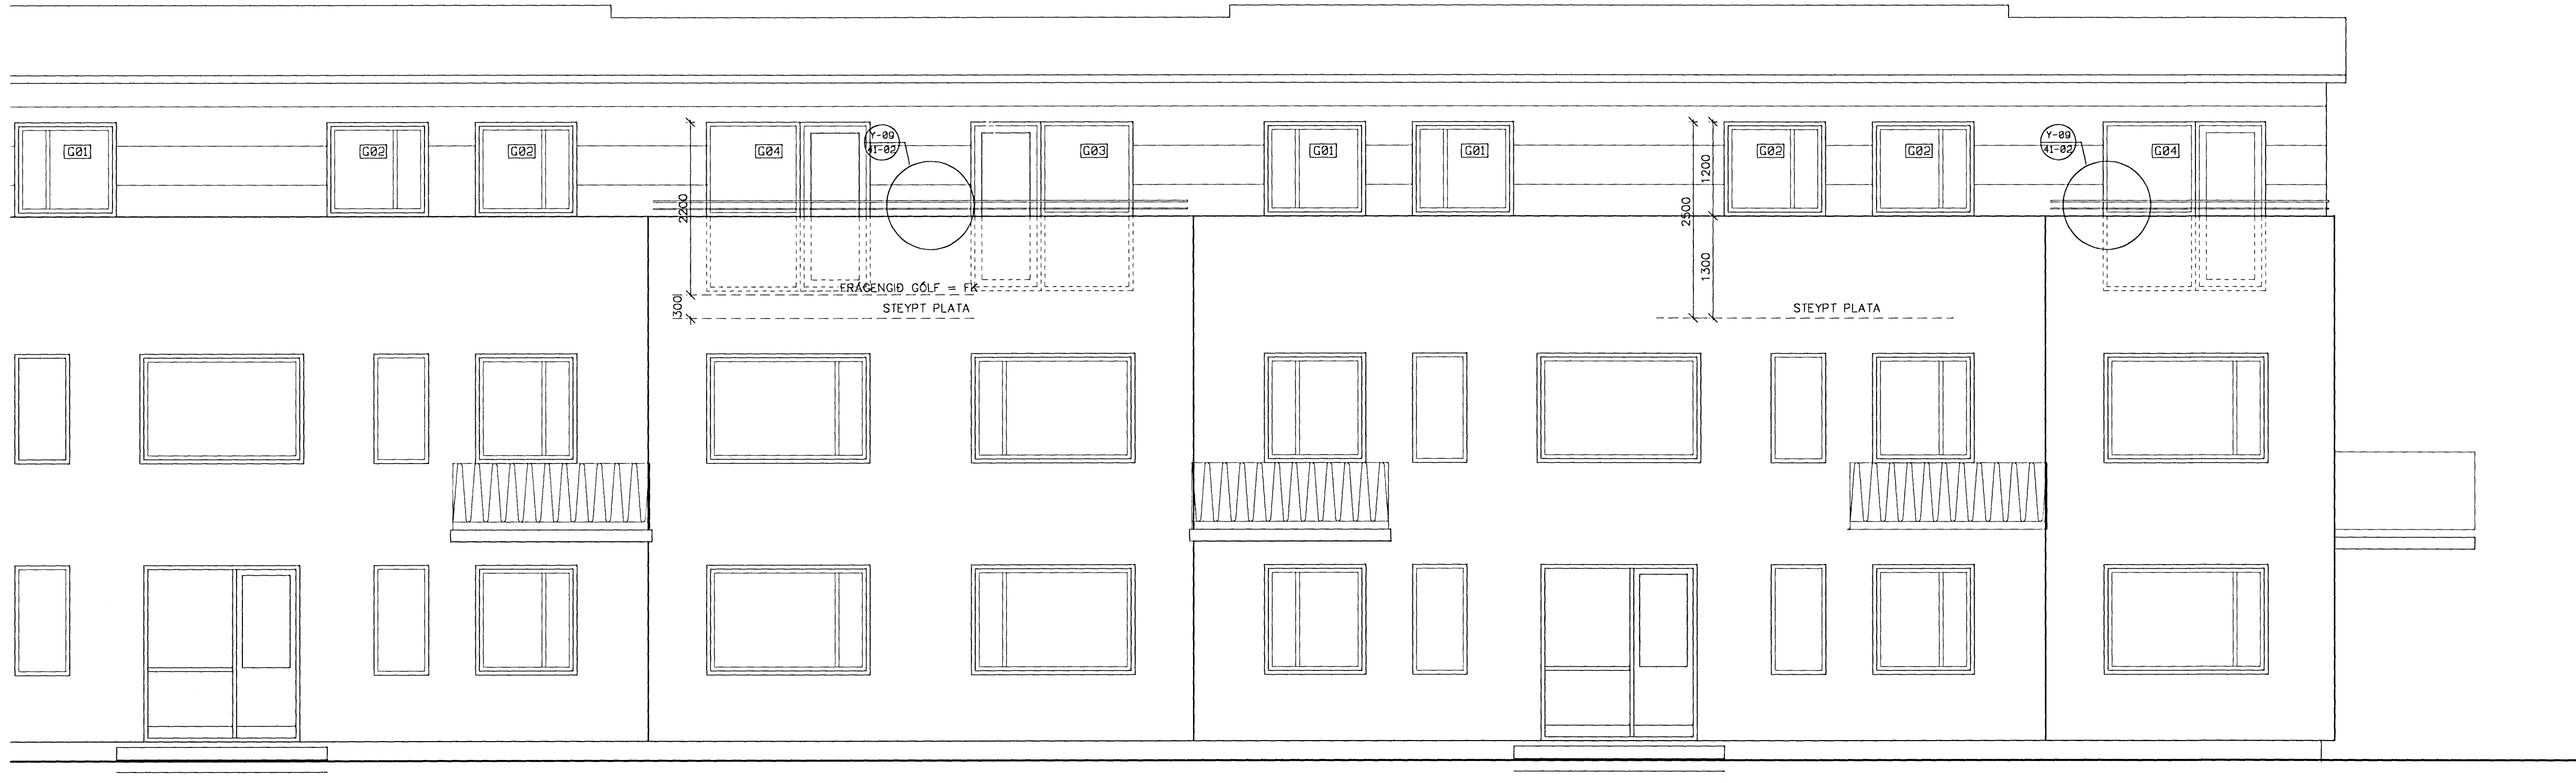 G01
G02
G02
G04
Y-09
41-02
G03
G01
G01
G02
G02
Y-09
41-02
G04
2200
2500
1200
1300
300
FRÁGENGIÐ GÓLF = FK
STEYPT PLATA
STEYPT PLATA